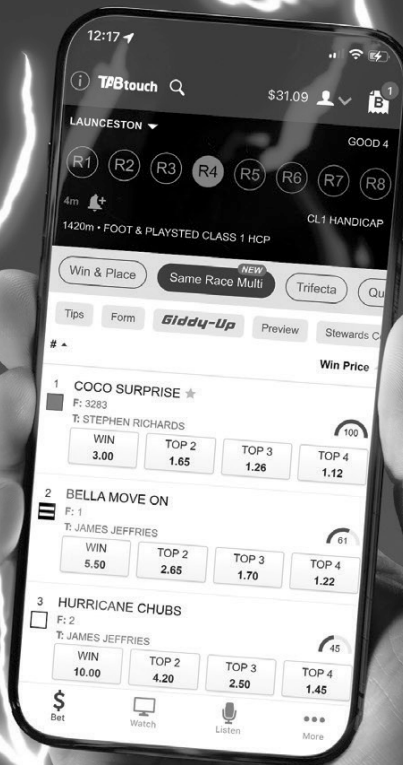 12:17
TABtouch
$31.09
1
B
LAUNCESTON
GOOD 4
R1 R2 R3 R4 R5 R6 R7 R8
4m
CL1 HANDICAP
1420m • FOOT & PLAYSTED CLASS 1 HCP
NEW
Win & Place Same Race Multi Trifecta Qu
Tips Form Giddy-Up Preview Stewards C
#
Win Price
1 COCO SURPRISE
F: 3283
T: STEPHEN RICHARDS
100
WIN TOP 2 TOP 3 TOP 4
3.00 1.65 1.26 1.12
2 BELLA MOVE ON
F: 1
T: JAMES JEFFRIES
61
WIN TOP 2 TOP 3 TOP 4
5.50 2.65 1.70 1.22
3 HURRICANE CHUBS
F: 2
T: JAMES JEFFRIES
45
WIN TOP 2 TOP 3 TOP 4
10.00 4.20 2.50 1.45
$
Bet Watch Listen More